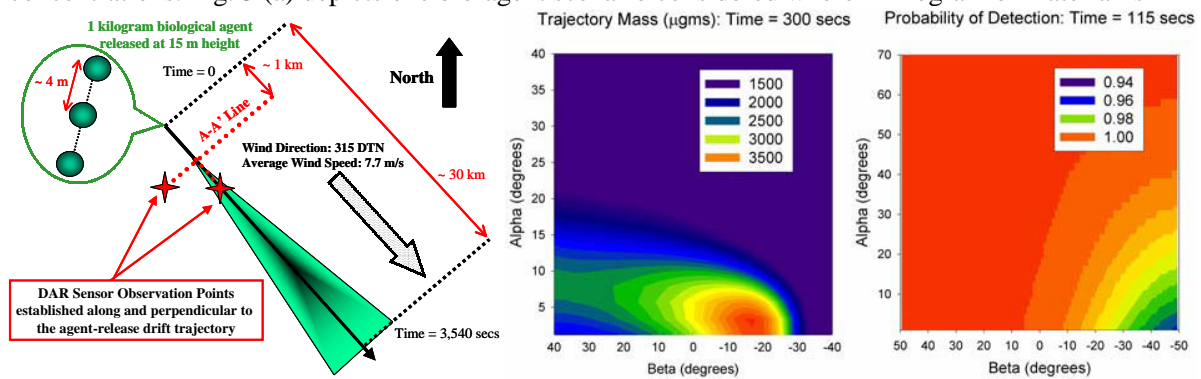 1 kilogram biological agent
released at 15 m height
~ 4 m
Time = 0
~ 1 km
North
A-A' Line
Wind Direction: 315 DTN
Average Wind Speed: 7.7 m/s
~ 30 km
DAR Sensor Observation Points
established along and perpendicular to
the agent-release drift trajectory
Time = 3,540 secs
Trajectory Mass (μgms): Time = 300 secs
40
35
30
25
20
15
10
5
Alpha (degrees)
1500
2000
2500
3000
3500
40 30 20 10 0 -10 -20 -30 -40
Beta (degrees)
Probability of Detection: Time = 115 secs
70
60
50
40
30
20
10
Alpha (degrees)
0.94
0.96
0.98
1.00
50 40 30 20 10 0 -10 -20 -30 -40 -50
Beta (degrees)